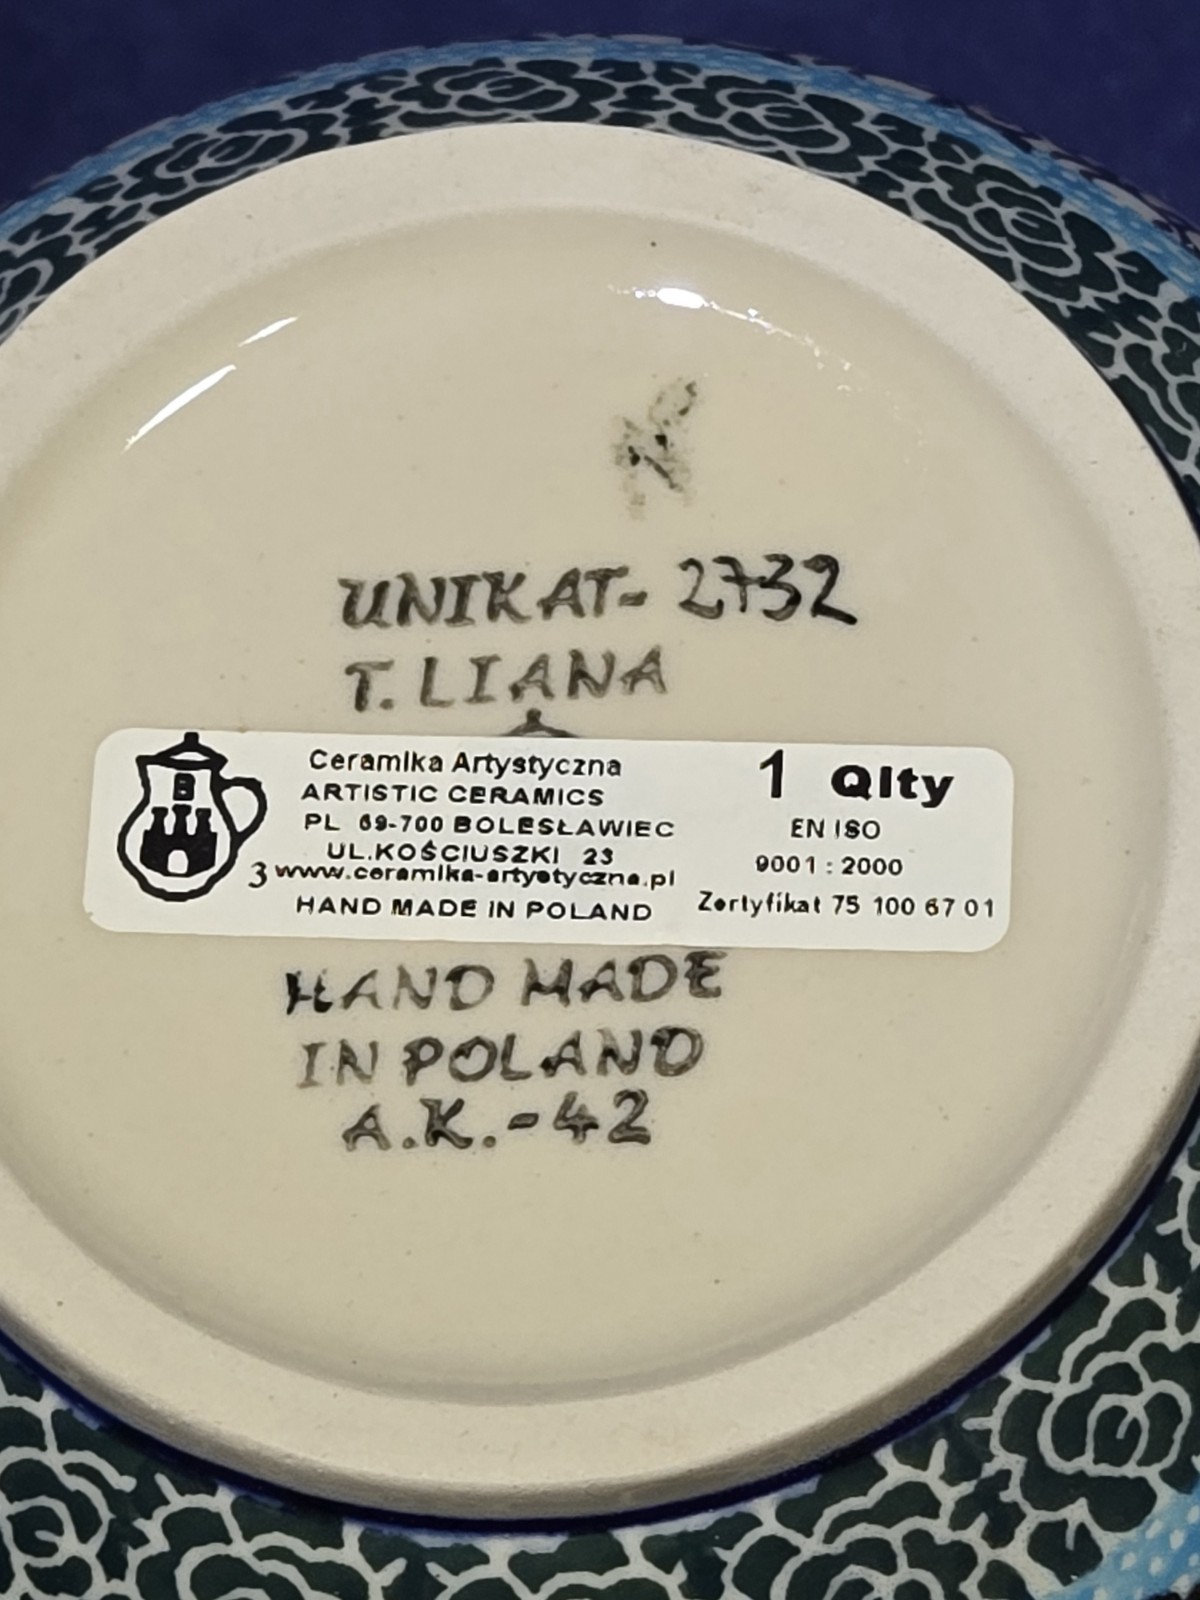 UNIKAT- 2732
T. LIANA
B
Ceramika Artystyczna
ARTISTIC CERAMICS
PL 59-700 BOLESŁAWIEC
UL.KOŚCIUSZKI 23
3 www.ceramika-artystyczna.pl
HAND MADE IN POLAND
1 Qlty
EN ISO
9001 : 2000
Zertyfikat 75 100 67 01
HAND MADE
IN POLAND
A.K.-42